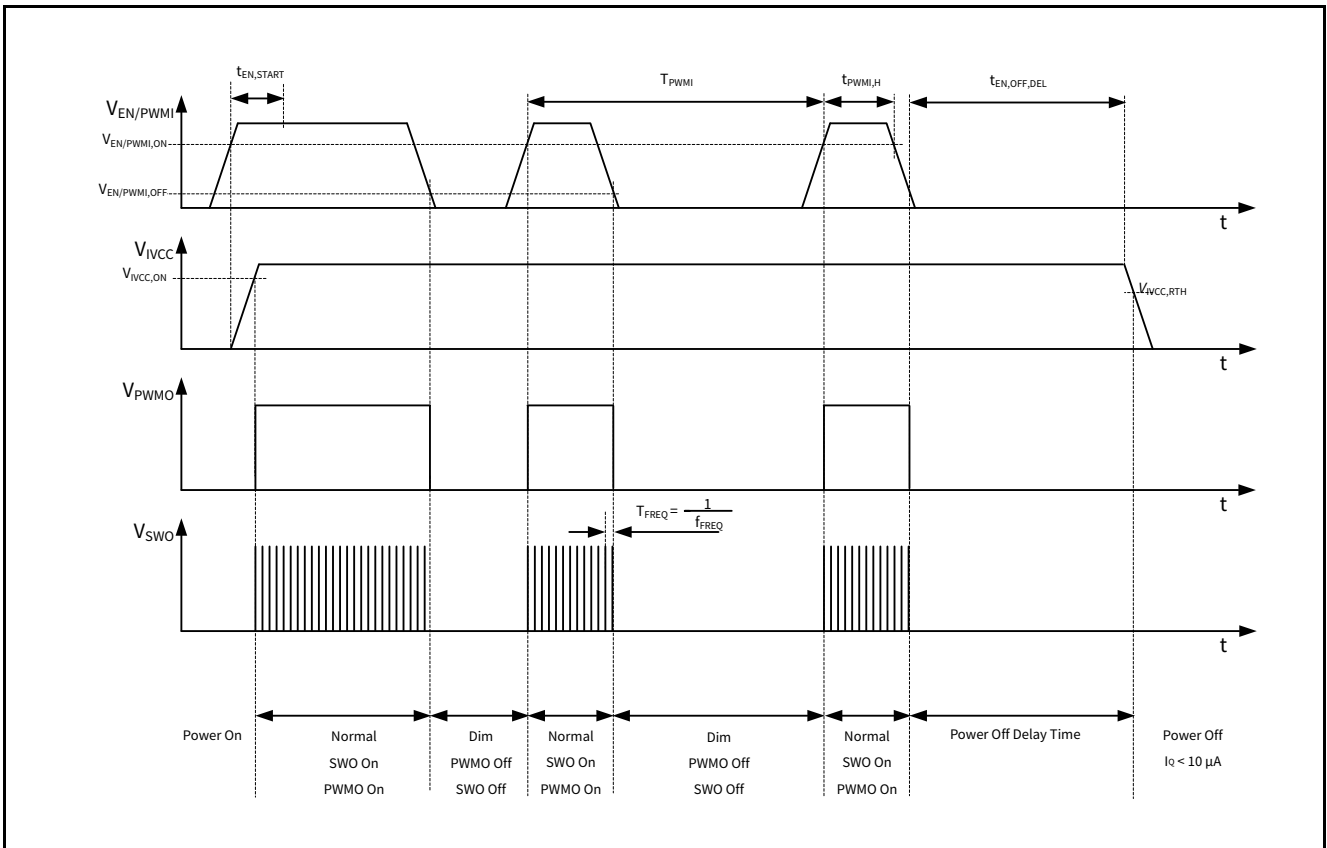 tEN,START
TPWMI
tPWMI,H
tEN,OFF,DEL
VEN/PWMI
VEN/PWMI,ON
VEN/PWMI,OFF
t
VIVCC
VIVCC,ON
VIVCC,RTH
t
VPWMO
t
TFREQ = 1
fFREQ
VSWO
t
Power On
Normal
SWO On
PWMO On
Dim
PWMO Off
SWO Off
Normal
SWO On
PWMO On
Dim
PWMO Off
SWO Off
Normal
SWO On
PWMO On
Power Off Delay Time
Power Off
IQ < 10 µA